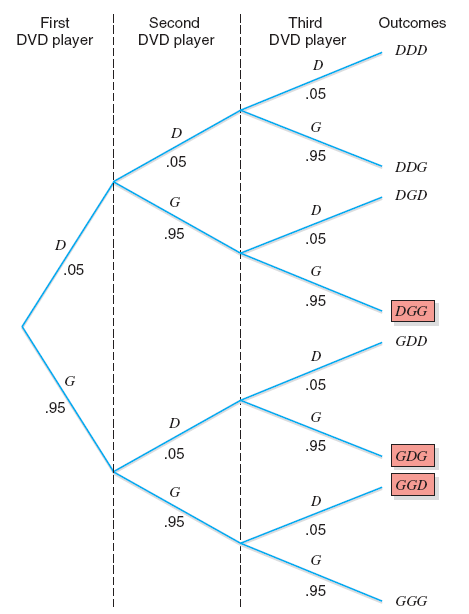 First
DVD player
Second
DVD player
Third
DVD player
Outcomes
DDD
D
.05
D
.05
G
.95
DDG
D
.05
G
.95
D
.05
DGD
G
.95
DGG
G
.95
D
.05
D
.05
GDD
G
.95
GDG
G
.95
D
.05
GGD
G
.95
GGG